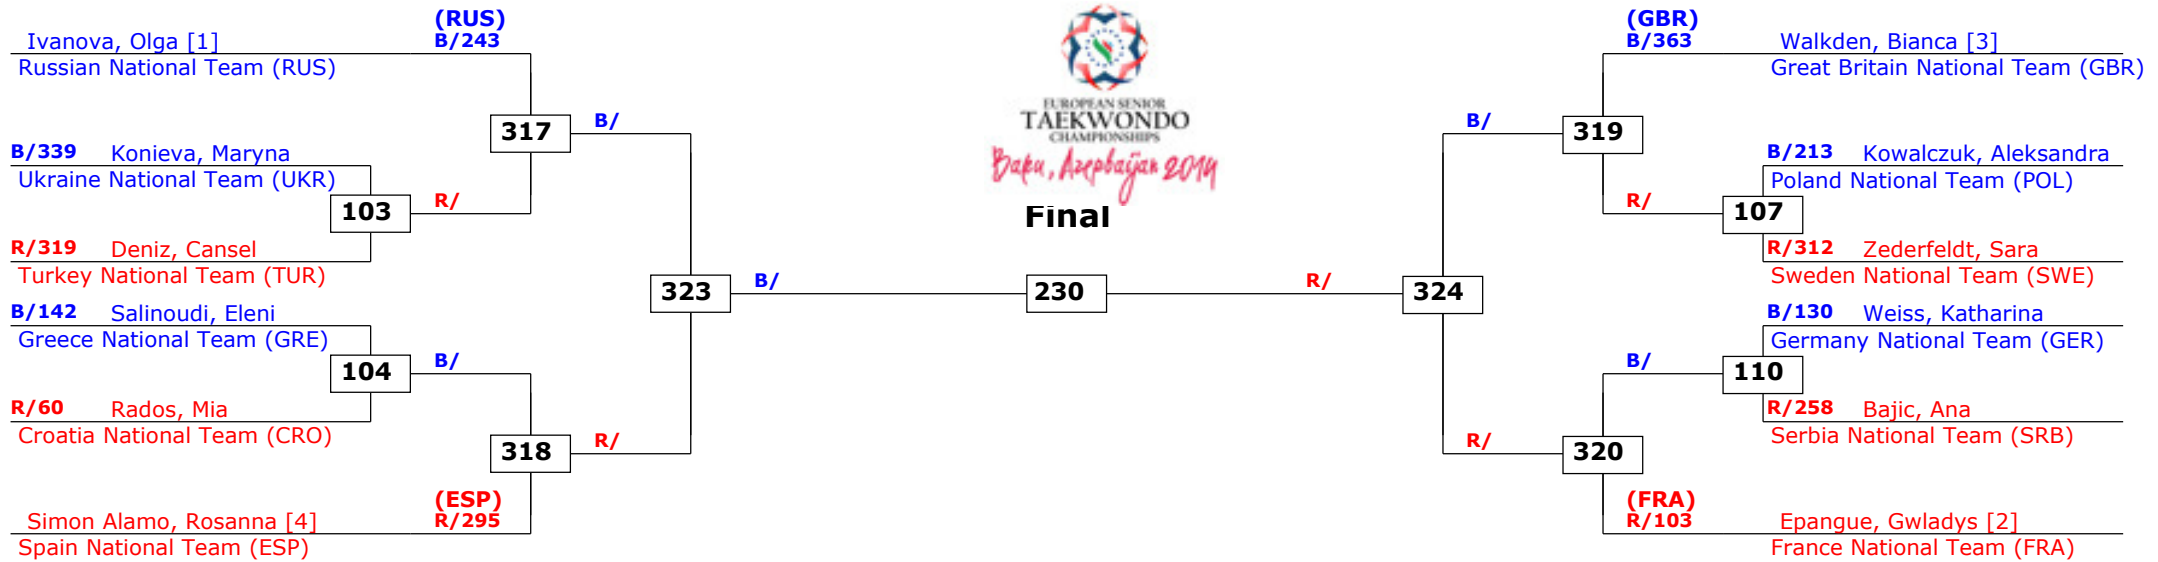 (RUS)
Ivanova, Olga [1] B/243
Russian National Team (RUS)
317
B/
B/339 Konieva, Maryna
Ukraine National Team (UKR)
103
R/
R/319 Deniz, Cansel
Turkey National Team (TUR)
323
B/
B/142 Salinoudi, Eleni
Greece National Team (GRE)
104
B/
R/60 Rados, Mia
Croatia National Team (CRO)
318
R/
(ESP)
Simon Alamo, Rosanna [4] R/295
Spain National Team (ESP)
EUROPEAN SENIOR
TAEKWONDO
CHAMPIONSHIPS
Baku, Azerbaijan 2014
Final
230
(GBR)
B/363 Walkden, Bianca [3]
Great Britain National Team (GBR)
B/
319
B/213 Kowalczuk, Aleksandra
Poland National Team (POL)
R/
107
R/312 Zederfeldt, Sara
Sweden National Team (SWE)
R/
324
B/130 Weiss, Katharina
Germany National Team (GER)
B/
110
R/258 Bajic, Ana
Serbia National Team (SRB)
R/
320
(FRA)
R/103 Epangue, Gwladys [2]
France National Team (FRA)